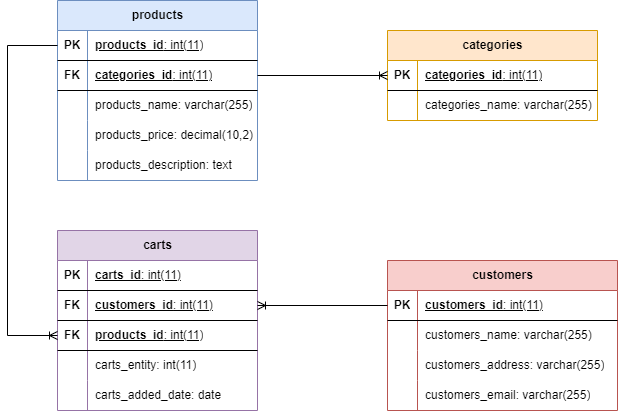 products
PK products_id: int(11)
FK categories_id: int(11)
products_name: varchar(255)
products_price: decimal(10,2)
products_description: text
categories
PK categories_id: int(11)
categories_name: varchar(255)
carts
PK carts_id: int(11)
FK customers_id: int(11)
FK products_id: int(11)
carts_entity: int(11)
carts_added_date: date
customers
PK customers_id: int(11)
customers_name: varchar(255)
customers_address: varchar(255)
customers_email: varchar(255)